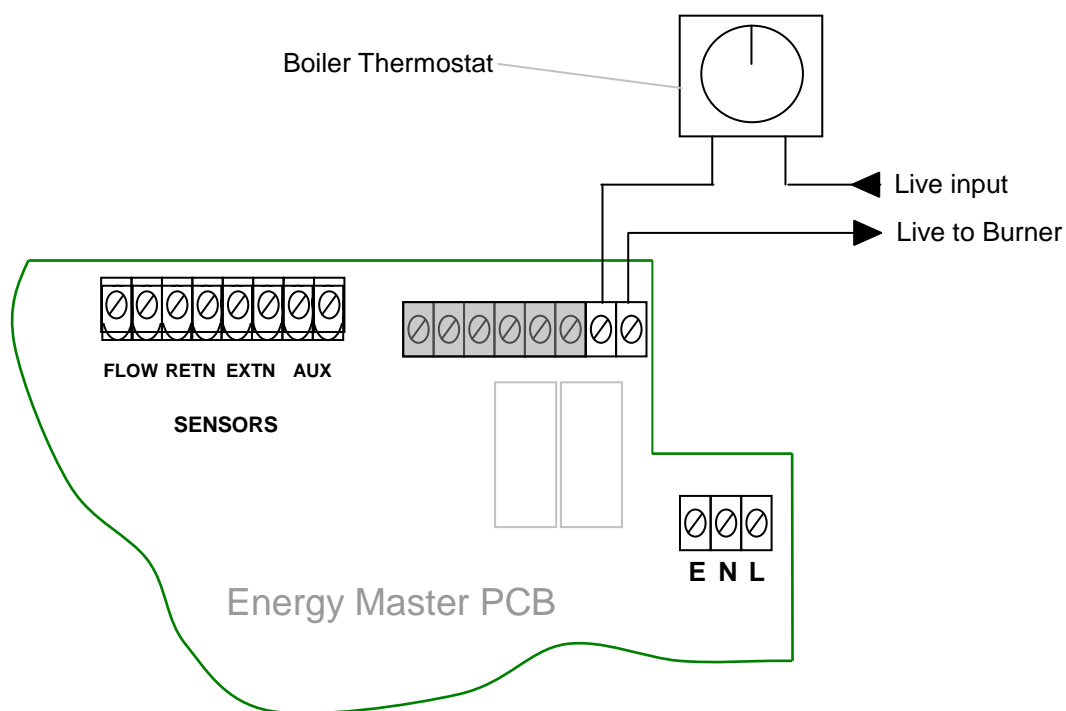 Boiler Thermostat
Live input
Live to Burner
FLOW RETN EXTN AUX
SENSORS
E N L
Energy Master PCB